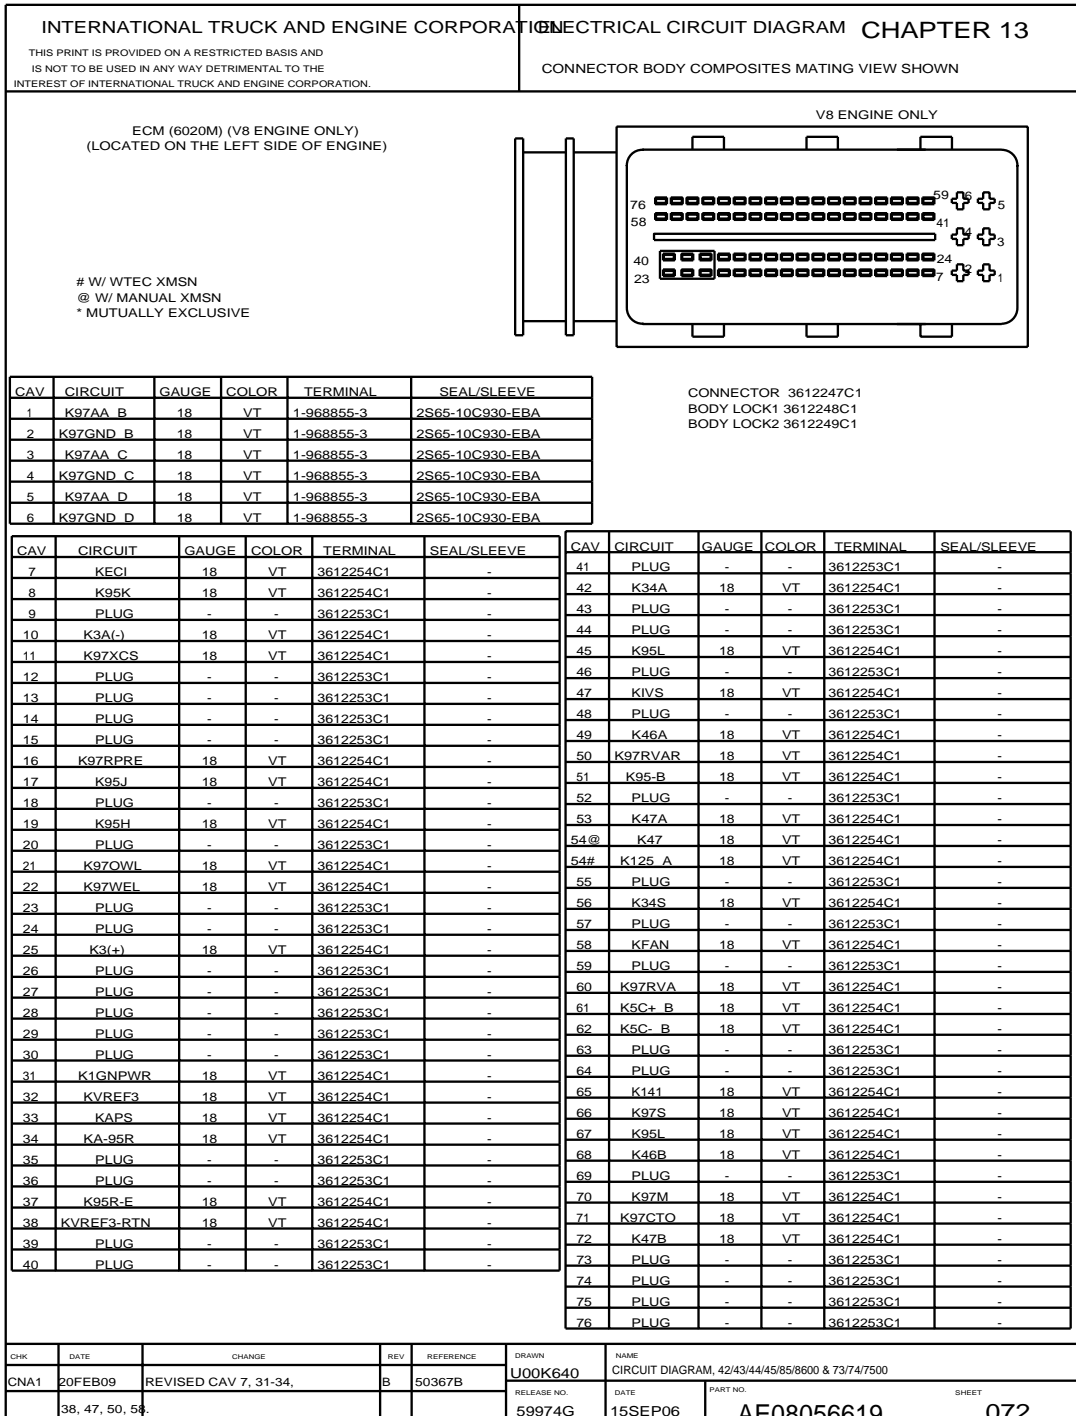 INTERNATIONAL TRUCK AND ENGINE CORPORATION
ELECTRICAL CIRCUIT DIAGRAM CHAPTER 13
THIS PRINT IS PROVIDED ON A RESTRICTED BASIS AND
IS NOT TO BE USED IN ANY WAY DETRIMENTAL TO THE
INTEREST OF INTERNATIONAL TRUCK AND ENGINE CORPORATION.
CONNECTOR BODY COMPOSITES MATING VIEW SHOWN
ECM (6020M) (V8 ENGINE ONLY)
(LOCATED ON THE LEFT SIDE OF ENGINE)
V8 ENGINE ONLY
76 59 6 5
58 41
4 3
40 24
23 7 2 1
# W/ WTEC XMSN
@ W/ MANUAL XMSN
* MUTUALLY EXCLUSIVE
CONNECTOR 3612247C1
BODY LOCK1 3612248C1
BODY LOCK2 3612249C1
CAV CIRCUIT GAUGE COLOR TERMINAL SEAL/SLEEVE
1 K97AA_B 18 VT 1-968855-3 2S65-10C930-EBA
2 K97GND_B 18 VT 1-968855-3 2S65-10C930-EBA
3 K97AA_C 18 VT 1-968855-3 2S65-10C930-EBA
4 K97GND_C 18 VT 1-968855-3 2S65-10C930-EBA
5 K97AA_D 18 VT 1-968855-3 2S65-10C930-EBA
6 K97GND_D 18 VT 1-968855-3 2S65-10C930-EBA
CAV CIRCUIT GAUGE COLOR TERMINAL SEAL/SLEEVE
7 KECI 18 VT 3612254C1 -
8 K95K 18 VT 3612254C1 -
9 PLUG - - 3612253C1 -
10 K3A(-) 18 VT 3612254C1 -
11 K97XCS 18 VT 3612254C1 -
12 PLUG - - 3612253C1 -
13 PLUG - - 3612253C1 -
14 PLUG - - 3612253C1 -
15 PLUG - - 3612253C1 -
16 K97RPRE 18 VT 3612254C1 -
17 K95J 18 VT 3612254C1 -
18 PLUG - - 3612253C1 -
19 K95H 18 VT 3612254C1 -
20 PLUG - - 3612253C1 -
21 K97OWL 18 VT 3612254C1 -
22 K97WEL 18 VT 3612254C1 -
23 PLUG - - 3612253C1 -
24 PLUG - - 3612253C1 -
25 K3(+) 18 VT 3612254C1 -
26 PLUG - - 3612253C1 -
27 PLUG - - 3612253C1 -
28 PLUG - - 3612253C1 -
29 PLUG - - 3612253C1 -
30 PLUG - - 3612253C1 -
31 K1GNPWR 18 VT 3612254C1 -
32 KVREF3 18 VT 3612254C1 -
33 KAPS 18 VT 3612254C1 -
34 KA-95R 18 VT 3612254C1 -
35 PLUG - - 3612253C1 -
36 PLUG - - 3612253C1 -
37 K95R-E 18 VT 3612254C1 -
38 KVREF3-RTN 18 VT 3612254C1 -
39 PLUG - - 3612253C1 -
40 PLUG - - 3612253C1 -
CAV CIRCUIT GAUGE COLOR TERMINAL SEAL/SLEEVE
41 PLUG - - 3612253C1 -
42 K34A 18 VT 3612254C1 -
43 PLUG - - 3612253C1 -
44 PLUG - - 3612253C1 -
45 K95L 18 VT 3612254C1 -
46 PLUG - - 3612253C1 -
47 KIVS 18 VT 3612254C1 -
48 PLUG - - 3612253C1 -
49 K46A 18 VT 3612254C1 -
50 K97RVAR 18 VT 3612254C1 -
51 K95-B 18 VT 3612254C1 -
52 PLUG - - 3612253C1 -
53 K47A 18 VT 3612254C1 -
54@ K47 18 VT 3612254C1 -
54# K125_A 18 VT 3612254C1 -
55 PLUG - - 3612253C1 -
56 K34S 18 VT 3612254C1 -
57 PLUG - - 3612253C1 -
58 KFAN 18 VT 3612254C1 -
59 PLUG - - 3612253C1 -
60 K97RVA 18 VT 3612254C1 -
61 K5C+_B 18 VT 3612254C1 -
62 K5C-_B 18 VT 3612254C1 -
63 PLUG - - 3612253C1 -
64 PLUG - - 3612253C1 -
65 K141 18 VT 3612254C1 -
66 K97S 18 VT 3612254C1 -
67 K95L 18 VT 3612254C1 -
68 K46B 18 VT 3612254C1 -
69 PLUG - - 3612253C1 -
70 K97M 18 VT 3612254C1 -
71 K97CTO 18 VT 3612254C1 -
72 K47B 18 VT 3612254C1 -
73 PLUG - - 3612253C1 -
74 PLUG - - 3612253C1 -
75 PLUG - - 3612253C1 -
76 PLUG - - 3612253C1 -
CHK DATE CHANGE REV REFERENCE
CNA1 20FEB09 REVISED CAV 7, 31-34, B 50367B
38, 47, 50, 58.
DRAWN
U00K640
NAME
CIRCUIT DIAGRAM, 42/43/44/45/85/8600 & 73/74/7500
RELEASE NO. DATE PART NO. SHEET
59974G 15SEP06 AE08056619 072